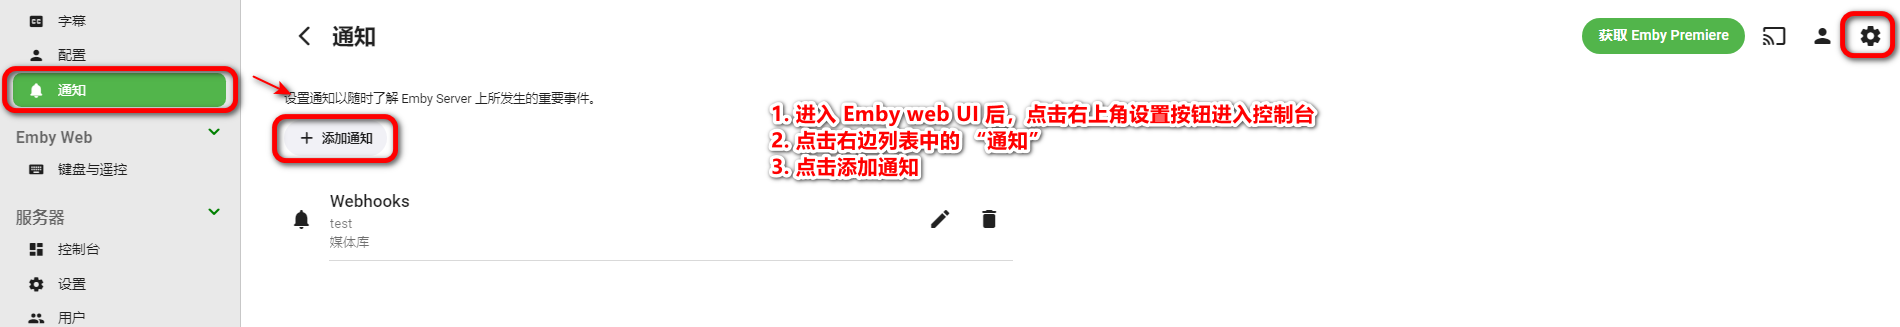 字幕
配置
通知
Emby Web
键盘与遥控
服务器
控制台
设置
用户
通知
获取 Emby Premiere
设置通知以随时了解 Emby Server 上所发生的重要事件。
添加通知
1. 进入 Emby web UI 后，点击右上角设置按钮进入控制台
2. 点击右边列表中的 “通知”
3. 点击添加通知
Webhooks
test
媒体库